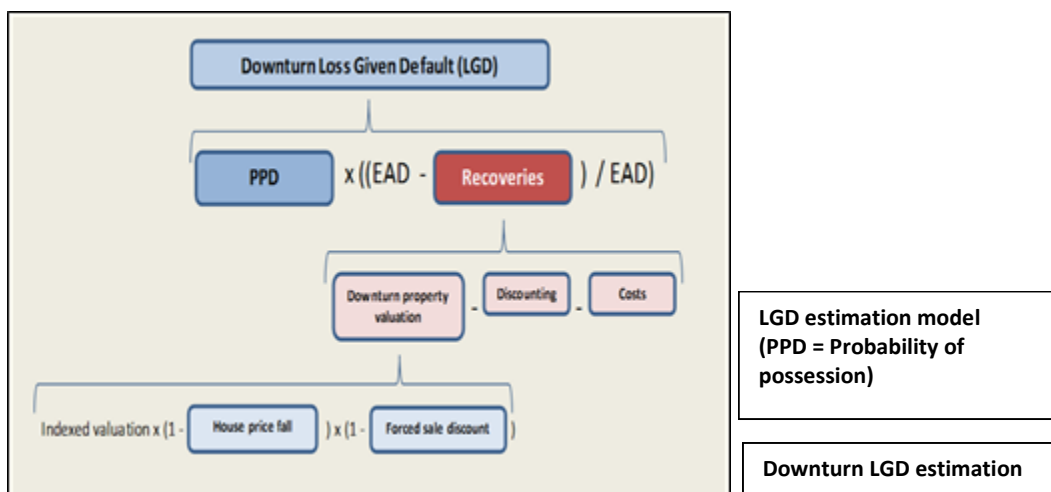 Downturn Loss Given Default (LGD)
PPD x ((EAD - Recoveries ) / EAD)
Downturn property
valuation
- Discounting - Costs
Indexed valuation x (1 - House price fall ) x (1 - Forced sale discount )
LGD estimation model
(PPD = Probability of
possession)
Downturn LGD estimation